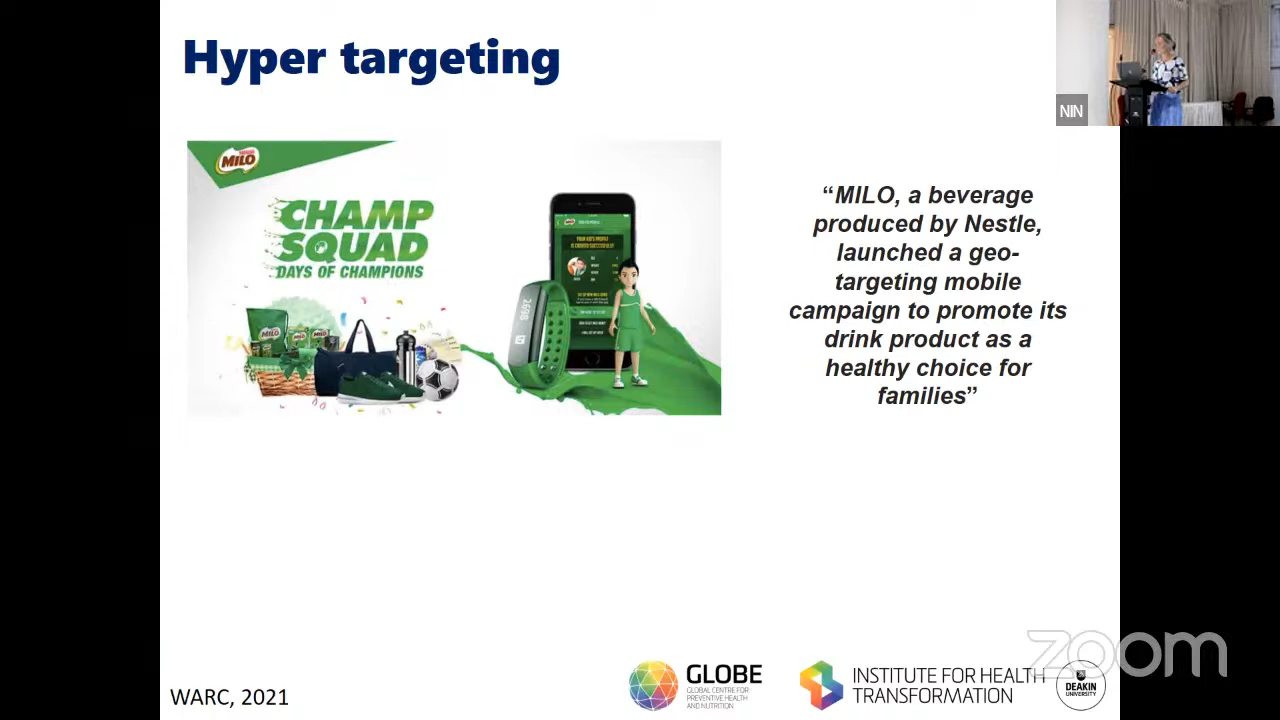 Hyper targeting
NIN
MILO
CHAMP
SQUAD
DAYS OF CHAMPIONS
MILO
2698
“MILO, a beverage
produced by Nestle,
launched a geo-
targeting mobile
campaign to promote its
drink product as a
healthy choice for
families”
WARC, 2021
GLOBE
GLOBAL CENTRE FOR
PREVENTIVE HEALTH
AND NUTRITION
INSTITUTE FOR HEALTH
TRANSFORMATION
DEAKIN
UNIVERSITY
zoom